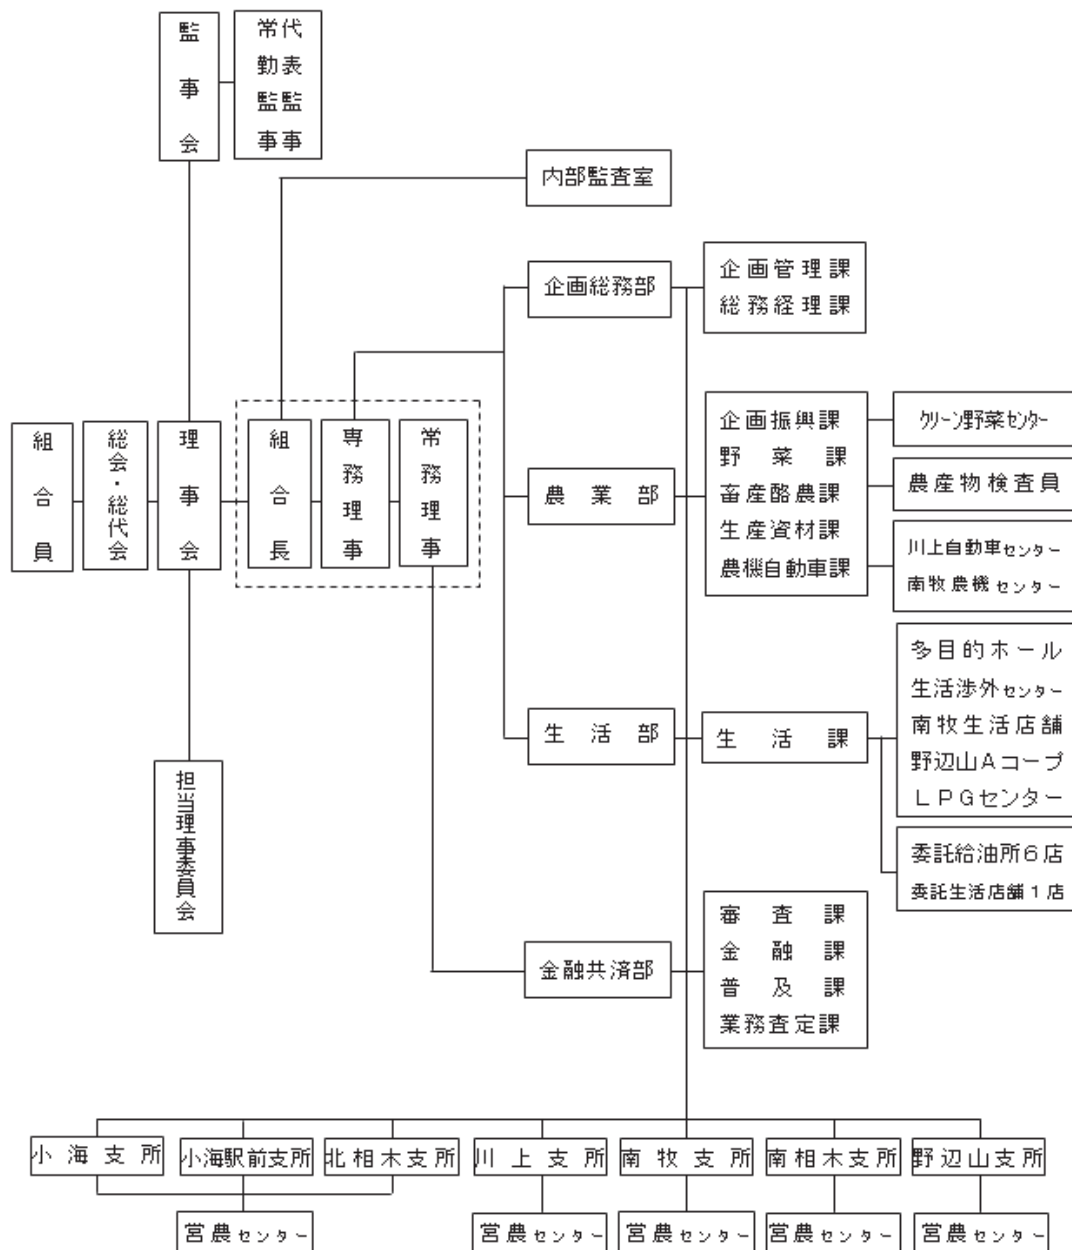 監事会
代表監事
常勤監事
内部監査室
企画総務部
企画管理課
総務経理課
組合員
総会・総代会
理事会
組合長
専務理事
常務理事
農業部
企画振興課
野菜課
畜産酪農課
生産資材課
農機自動車課
クリーン野菜センター
農産物検査員
川上自動車センター
南牧農機センター
生活部
生活課
多目的ホール
生活渉外センター
南牧生活店舗
野辺山Aコープ
LPGセンター
委託給油所6店
委託生活店舗1店
担当理事委員会
金融共済部
審査課
金融課
普及課
業務査定課
小海支所
小海駅前支所
北相木支所
川上支所
南牧支所
南相木支所
野辺山支所
営農センター
営農センター
営農センター
営農センター
営農センター